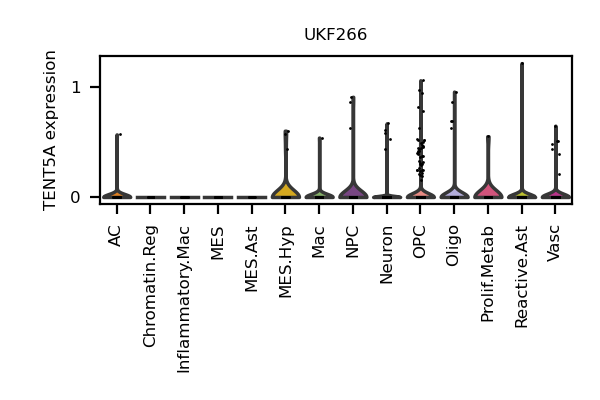 UKF266
TENT5A expression
1
0
AC
Chromatin.Reg
Inflammatory.Mac
MES
MES.Ast
MES.Hyp
Mac
NPC
Neuron
OPC
Oligo
Prolif.Metab
Reactive.Ast
Vasc